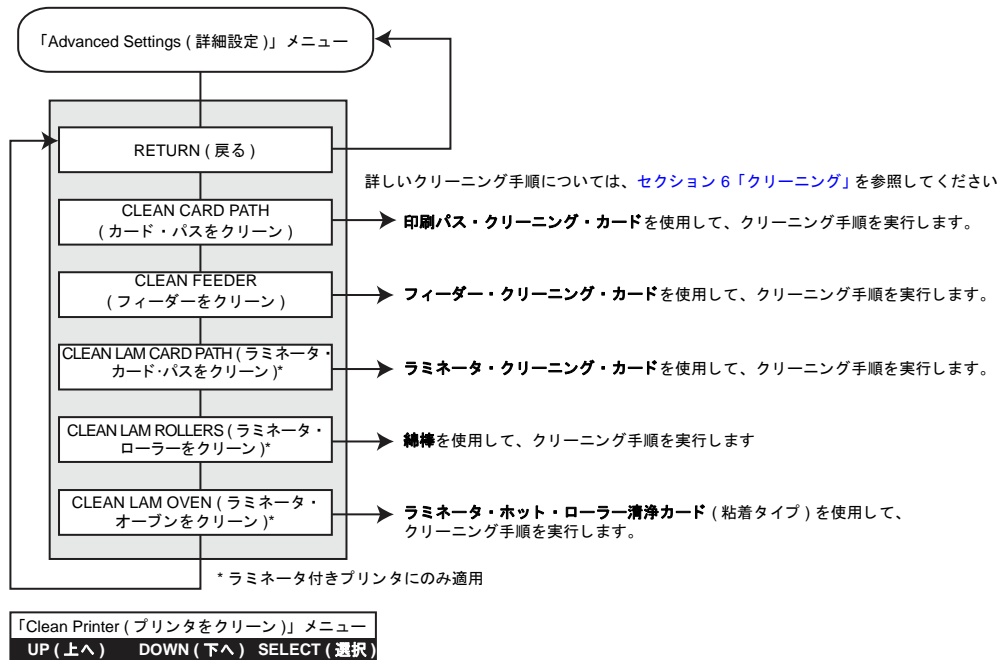 「Advanced Settings ( 詳細設定 )」メニュー
RETURN ( 戻る )
詳しいクリーニング手順については、セクション 6「クリーニング」を参照してください
CLEAN CARD PATH
( カード・パスをクリーン )
印刷パス・クリーニング・カードを使用して、クリーニング手順を実行します。
CLEAN FEEDER
( フィーダーをクリーン )
フィーダー・クリーニング・カードを使用して、クリーニング手順を実行します。
CLEAN LAM CARD PATH ( ラミネータ・
カード・パスをクリーン )*
ラミネータ・クリーニング・カードを使用して、クリーニング手順を実行します。
CLEAN LAM ROLLERS ( ラミネータ・
ローラーをクリーン )*
綿棒を使用して、クリーニング手順を実行します
CLEAN LAM OVEN ( ラミネータ・
オーブンをクリーン )*
ラミネータ・ホット・ローラー清浄カード ( 粘着タイプ ) を使用して、
クリーニング手順を実行します。
* ラミネータ付きプリンタにのみ適用
「Clean Printer ( プリンタをクリーン )」メニュー
UP ( 上へ ) DOWN ( 下へ ) SELECT ( 選択 )